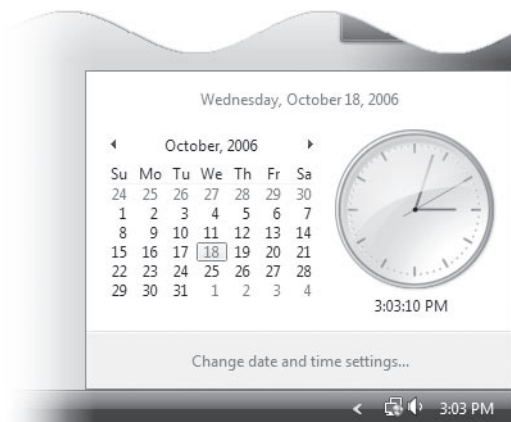 Wednesday, October 18, 2006
October, 2006
Su Mo Tu We Th Fr Sa
24 25 26 27 28 29 30
1 2 3 4 5 6 7
8 9 10 11 12 13 14
15 16 17 18 19 20 21
22 23 24 25 26 27 28
29 30 31 1 2 3 4
3:03:10 PM
Change date and time settings...
3:03 PM